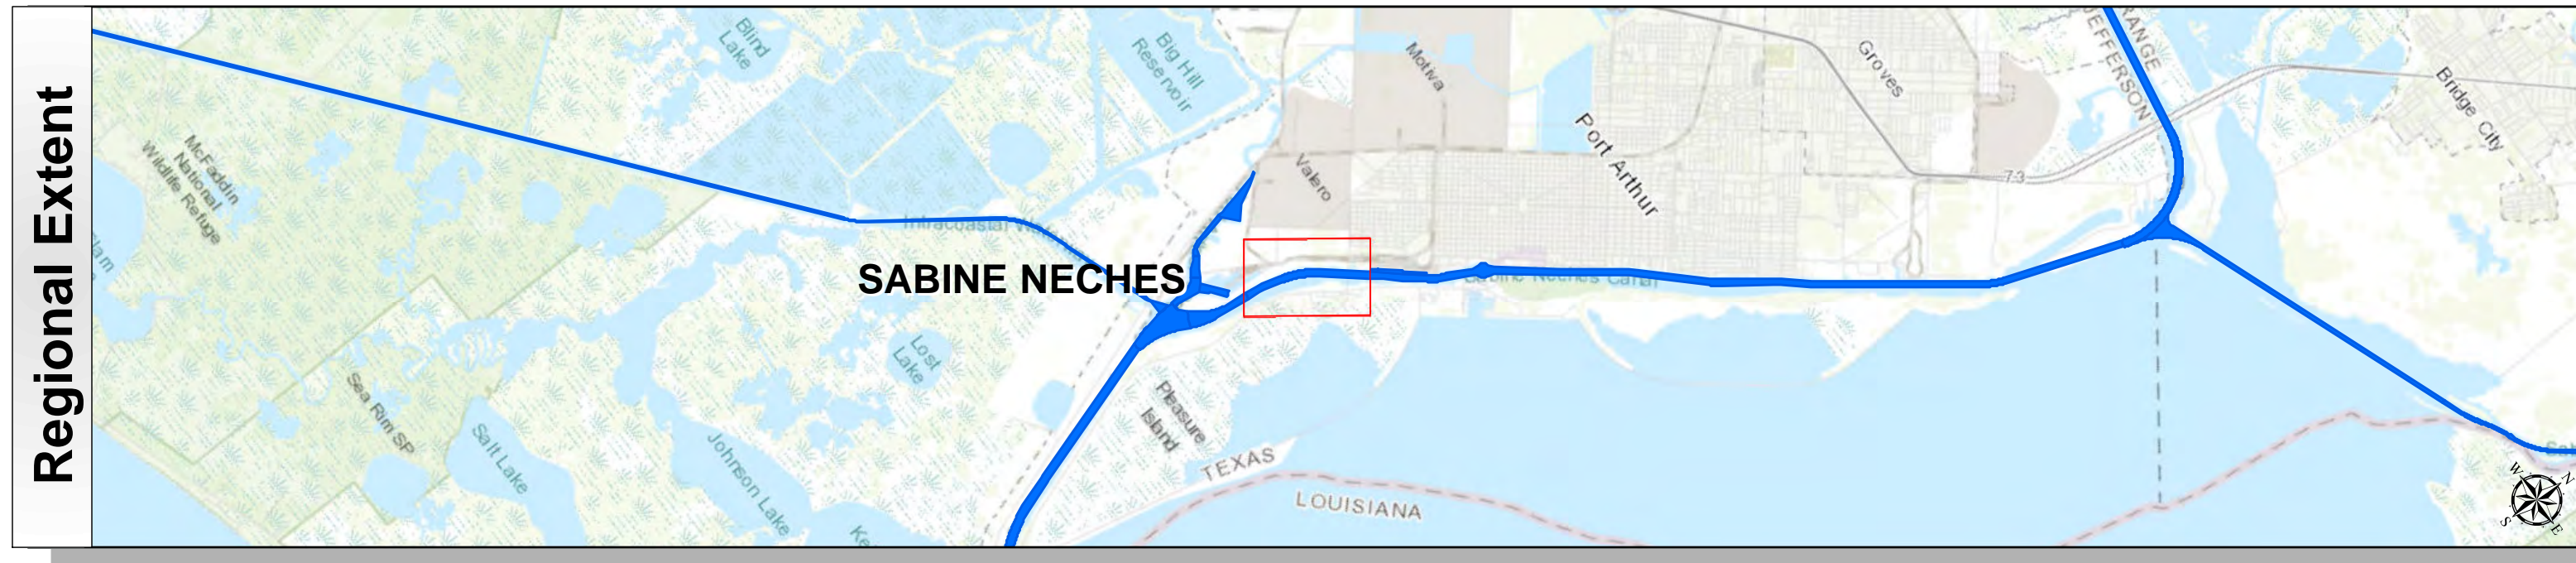 Regional Extent
McFaddin
National
Wildlife Refuge
Blind
Lake
Big Hill
Reservoir
Motiva
Groves
ORANGE
JEFFERSON
Bridge City
Port Arthur
Valero
73
Intracoastal
SABINE NECHES
Sabine Neches Canal
Lost
Lake
Sea Rim SP
Salt Lake
Johnson Lake
Pleasure
Island
TEXAS
LOUISIANA
W
N
S
E